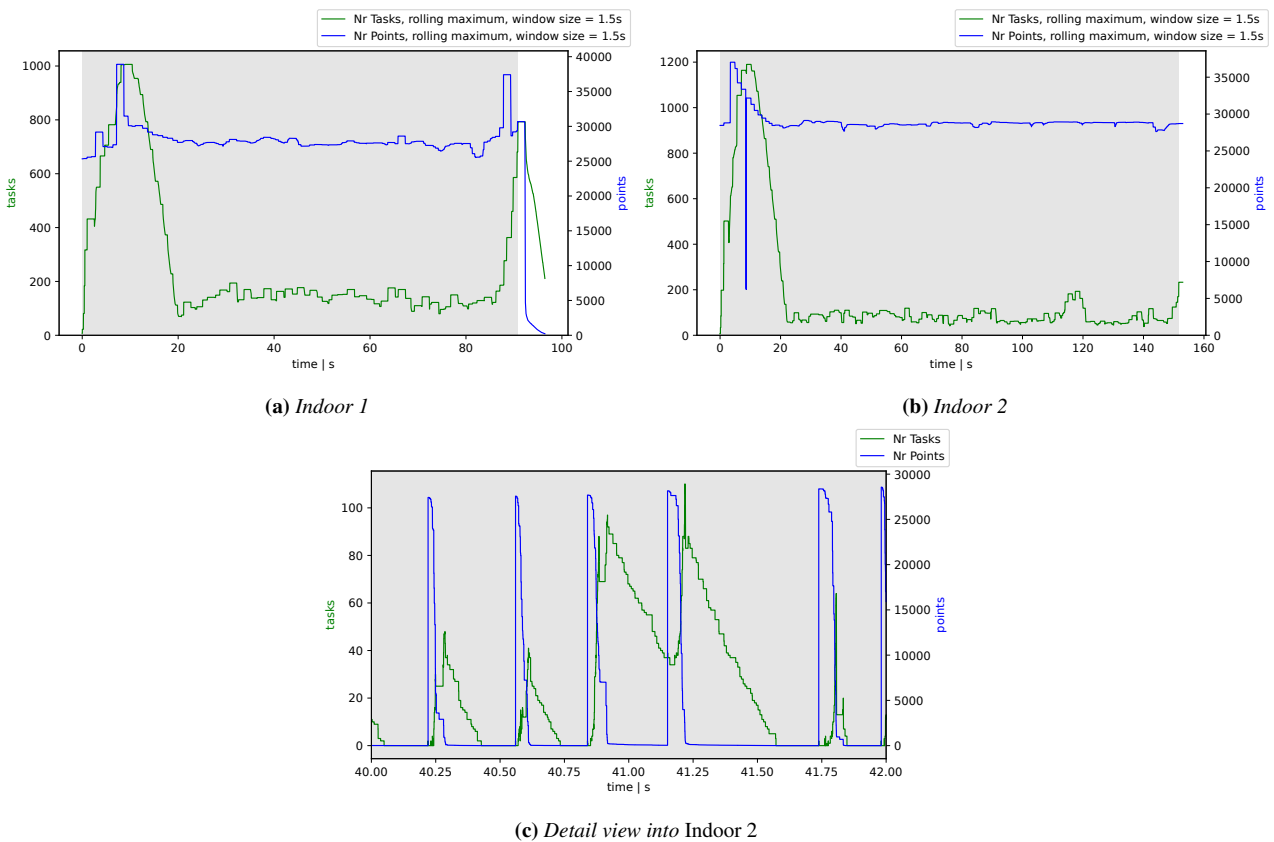 Nr Tasks, rolling maximum, window size = 1.5s
Nr Points, rolling maximum, window size = 1.5s
1000
800
600
400
200
0
tasks
40000
35000
30000
25000
20000
15000
10000
5000
0
points
0 20 40 60 80 100
time | s
(a) Indoor 1
Nr Tasks, rolling maximum, window size = 1.5s
Nr Points, rolling maximum, window size = 1.5s
1200
1000
800
600
400
200
0
tasks
35000
30000
25000
20000
15000
10000
5000
0
points
0 20 40 60 80 100 120 140 160
time | s
(b) Indoor 2
Nr Tasks
Nr Points
100
80
60
40
20
0
tasks
30000
25000
20000
15000
10000
5000
0
points
40.00 40.25 40.50 40.75 41.00 41.25 41.50 41.75 42.00
time | s
(c) Detail view into Indoor 2